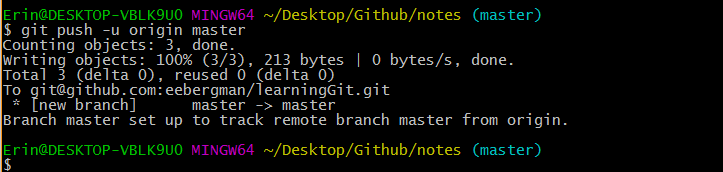 Erin@DESKTOP-VBLK9UO MINGW64 ~/Desktop/Github/notes (master)
$ git push -u origin master
Counting objects: 3, done.
Writing objects: 100% (3/3), 213 bytes | 0 bytes/s, done.
Total 3 (delta 0), reused 0 (delta 0)
To git@github.com:eebergman/learningGit.git
 * [new branch]      master -> master
Branch master set up to track remote branch master from origin.
Erin@DESKTOP-VBLK9UO MINGW64 ~/Desktop/Github/notes (master)
$